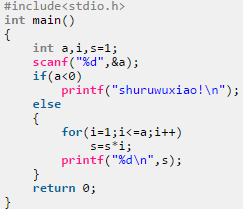 #include<stdio.h>
int main()
{
    int a,i,s=1;
    scanf("%d",&a);
    if(a<0)
        printf("shuruwuxiao!\n");
    else
    {
        for(i=1;i<=a;i++)
            s=s*i;
        printf("%d\n",s);
    }
    return 0;
}